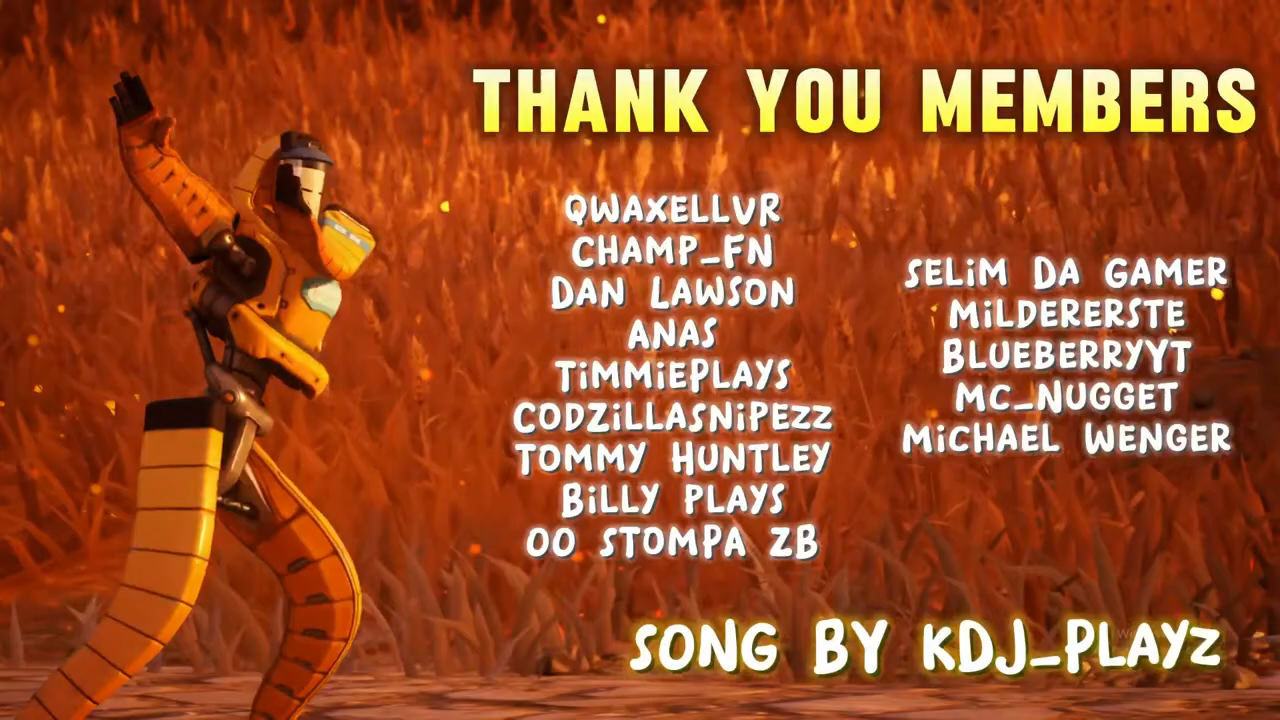 THANK YOU MEMBERS
QWAXELLVR
CHAMP_FN
DAN LAWSON
ANAS
TiMMiEPLAYS
CODZiLLASNiPEZZ
TOMMY HUNTLEY
BiLLY PLAYS
OO STOMPA ZB
SELiM DA GAMER
MiLDERERSTE
BLUEBERRYYT
MC_NUGGET
MiCHAEL WENGER
SONG BY KDJ_PLAYZ